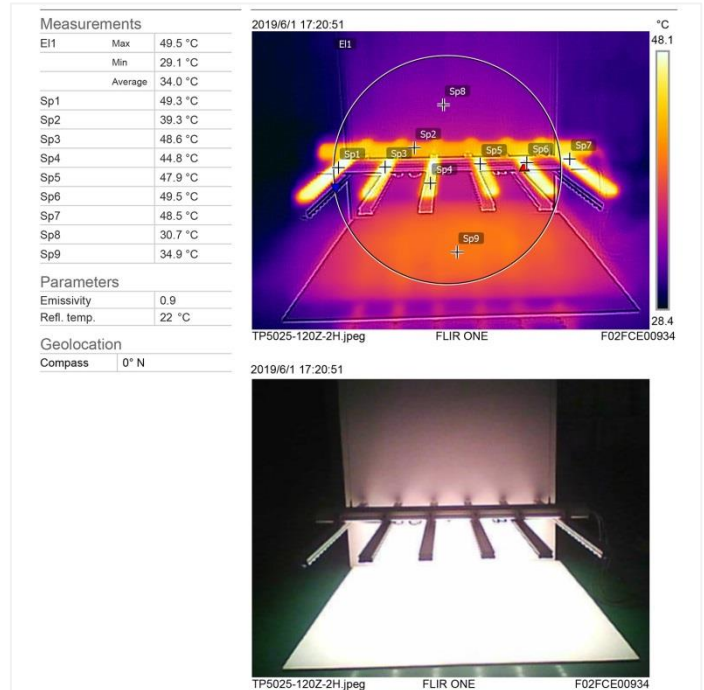 Measurements
El1 Max 49.5 °C
Min 29.1 °C
Average 34.0 °C
Sp1 49.3 °C
Sp2 39.3 °C
Sp3 48.6 °C
Sp4 44.8 °C
Sp5 47.9 °C
Sp6 49.5 °C
Sp7 48.5 °C
Sp8 30.7 °C
Sp9 34.9 °C
Parameters
Emissivity 0.9
Refl. temp. 22 °C
Geolocation
Compass 0° N
2019/6/1 17:20:51 °C
48.1
El1
Sp8
Sp2
Sp1 Sp3 Sp5 Sp6 Sp7
Sp4
Sp9
28.4
TP5025-120Z-2H.jpeg FLIR ONE F02FCE00934
2019/6/1 17:20:51
TP5025-120Z-2H.jpeg FLIR ONE F02FCE00934